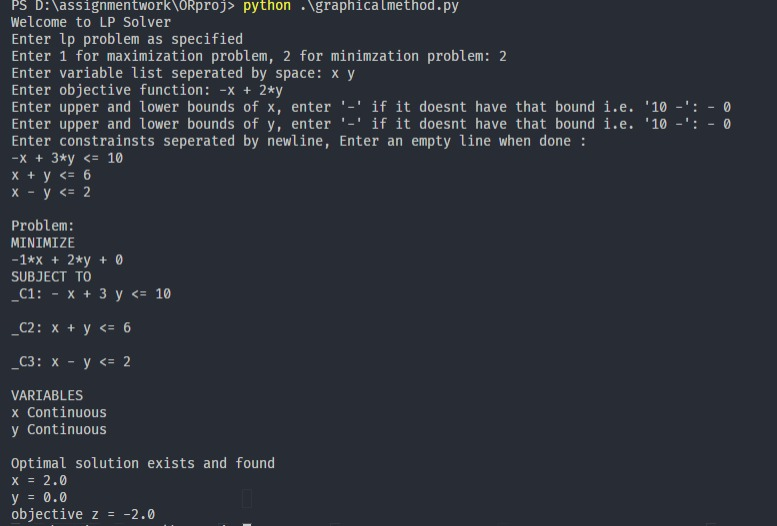 PS D:\assignmentwork\ORproj> python .\graphicalmethod.py
Welcome to LP Solver
Enter lp problem as specified
Enter 1 for maximization problem, 2 for minimzation problem: 2
Enter variable list seperated by space: x y
Enter objective function: -x + 2*y
Enter upper and lower bounds of x, enter '-' if it doesnt have that bound i.e. '10 -': - 0
Enter upper and lower bounds of y, enter '-' if it doesnt have that bound i.e. '10 -': - 0
Enter constrainsts seperated by newline, Enter an empty line when done :
-x + 3*y <= 10
x + y <= 6
x - y <= 2
Problem:
MINIMIZE
-1*x + 2*y + 0
SUBJECT TO
_C1: - x + 3 y <= 10
_C2: x + y <= 6
_C3: x - y <= 2
VARIABLES
x Continuous
y Continuous
Optimal solution exists and found
x = 2.0
y = 0.0
objective z = -2.0